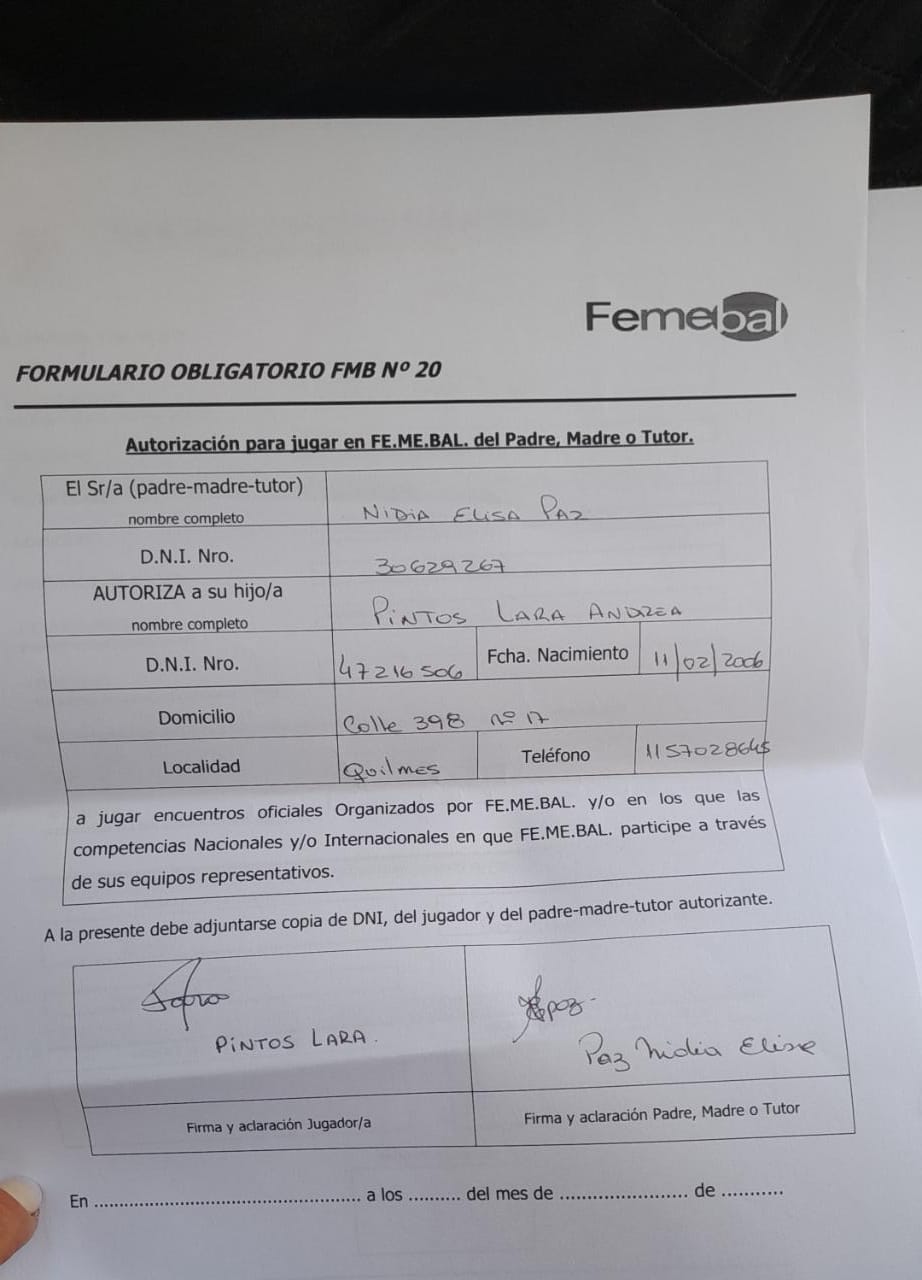 Femebal
FORMULARIO OBLIGATORIO FMB Nº 20
Autorización para jugar en FE.ME.BAL. del Padre, Madre o Tutor.
El Sr/a (padre-madre-tutor)
nombre completo
NIDIA ELISA PAZ
D.N.I. Nro.
30629267
AUTORIZA a su hijo/a
nombre completo
PINTOS LARA ANDREA
D.N.I. Nro.
47216506
Fcha. Nacimiento
11/02/2006
Domicilio
Calle 398 nº 17
Localidad
Quilmes
Teléfono
1157028645
a jugar encuentros oficiales Organizados por FE.ME.BAL. y/o en los que las
competencias Nacionales y/o Internacionales en que FE.ME.BAL. participe a través
de sus equipos representativos.
A la presente debe adjuntarse copia de DNI, del jugador y del padre-madre-tutor autorizante.
PINTOS LARA.
Paz Nidia Elise
Firma y aclaración Jugador/a
Firma y aclaración Padre, Madre o Tutor
En .................................................. a los .......... del mes de ........................ de ...........